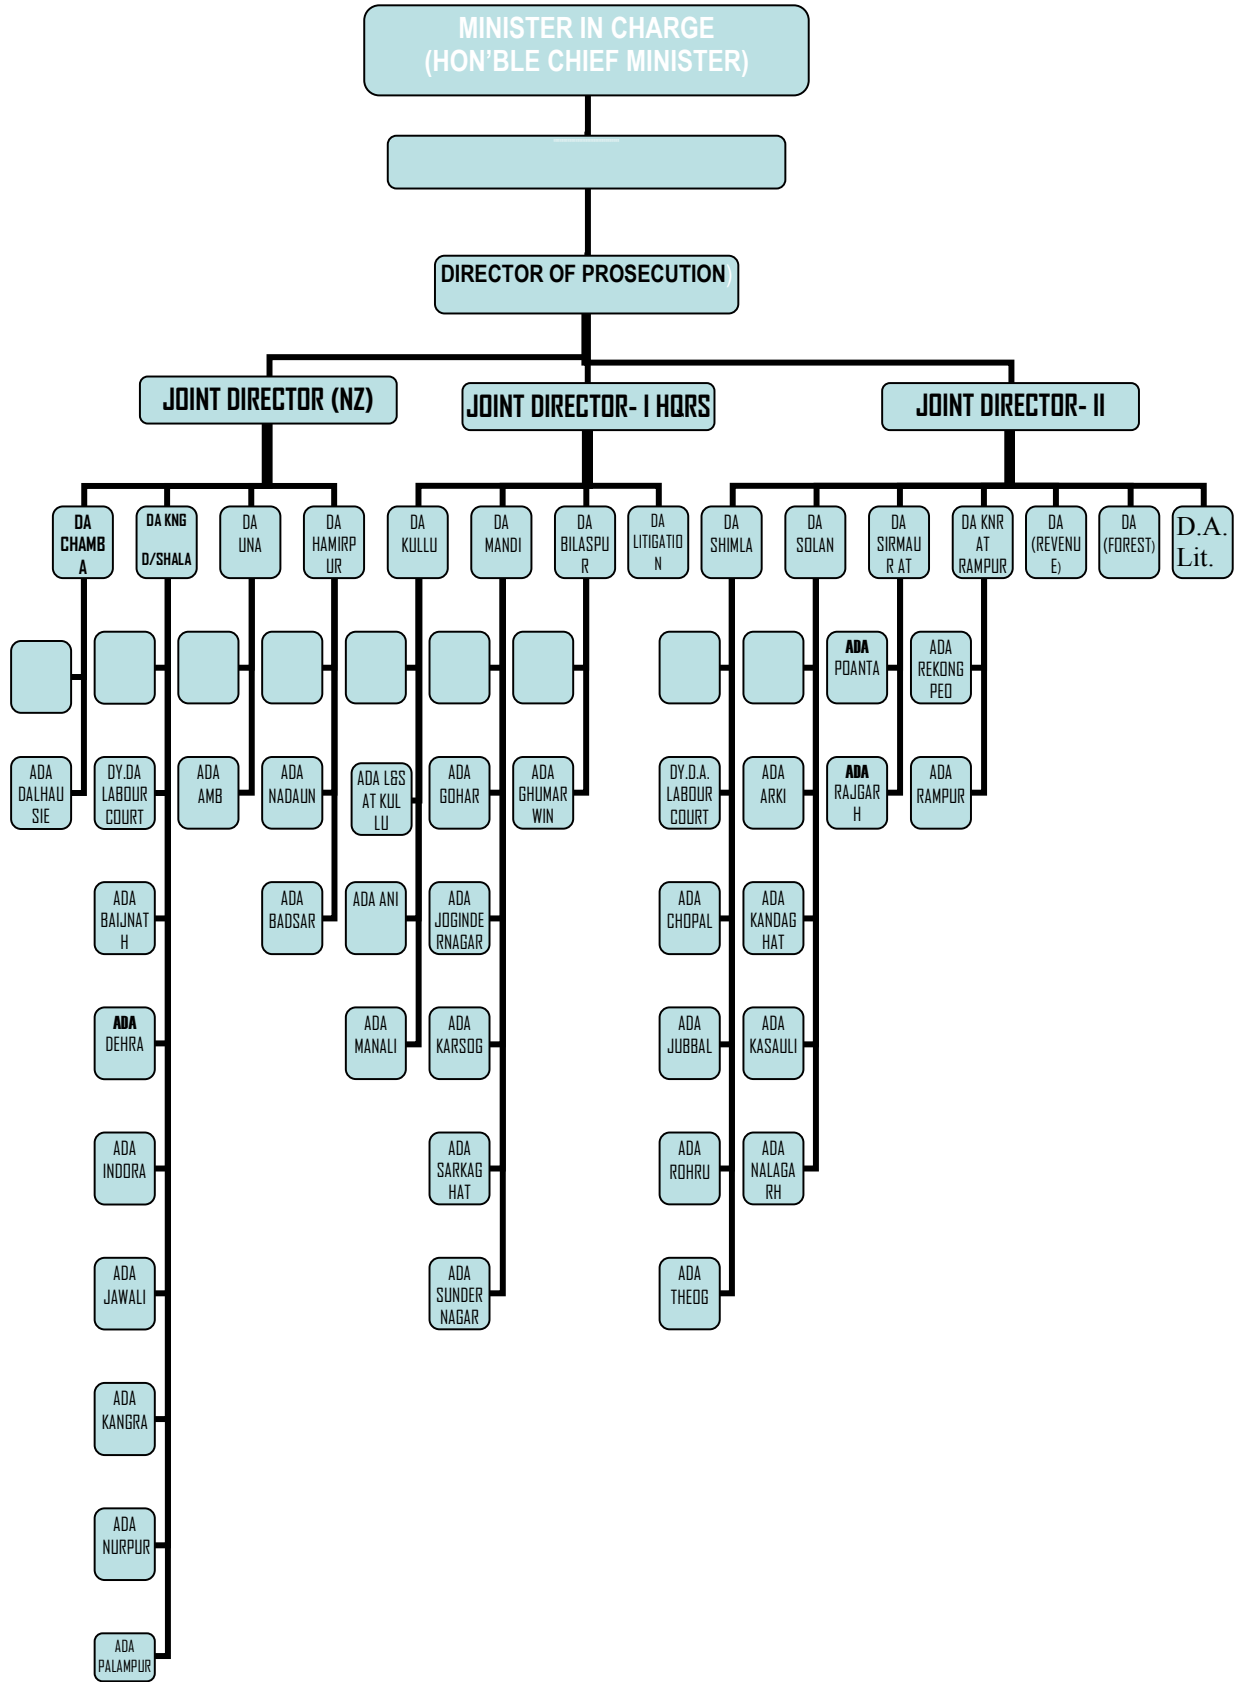 MINISTER IN CHARGE
(HON'BLE CHIEF MINISTER)
DIRECTOR OF PROSECUTION)
JOINT DIRECTOR (NZ)
JOINT DIRECTOR- I HQRS
JOINT DIRECTOR- II
DA
CHAMB
A
DA KNG
D/SHALA
DA
UNA
DA
HAMIRP
UR
DA
KULLU
DA
MANDI
DA
BILASPU
R
DA
LITIGATIO
N
DA
SHIMLA
DA
SOLAN
DA
SIRMAU
R AT
DA KNR
AT
RAMPUR
DA
(REVENU
E)
DA
(FOREST)
D.A.
Lit.
ADA
POANTA
ADA
REKONG
PEO
ADA
DALHAU
SIE
DY.DA
LABOUR
COURT
ADA
AMB
ADA
NADAUN
ADA L&S
AT KUL
LU
ADA
GOHAR
ADA
GHUMAR
WIN
DY.D.A.
LABOUR
COURT
ADA
ARKI
ADA
RAJGAR
H
ADA
RAMPUR
ADA
BAIJNAT
H
ADA
BADSAR
ADA ANI
ADA
JOGINDE
RNAGAR
ADA
CHOPAL
ADA
KANDAG
HAT
ADA
DEHRA
ADA
MANALI
ADA
KARSOG
ADA
JUBBAL
ADA
KASAULI
ADA
INDORA
ADA
SARKAG
HAT
ADA
ROHRU
ADA
NALAGA
RH
ADA
JAWALI
ADA
SUNDER
NAGAR
ADA
THEOG
ADA
KANGRA
ADA
NURPUR
ADA
PALAMPUR